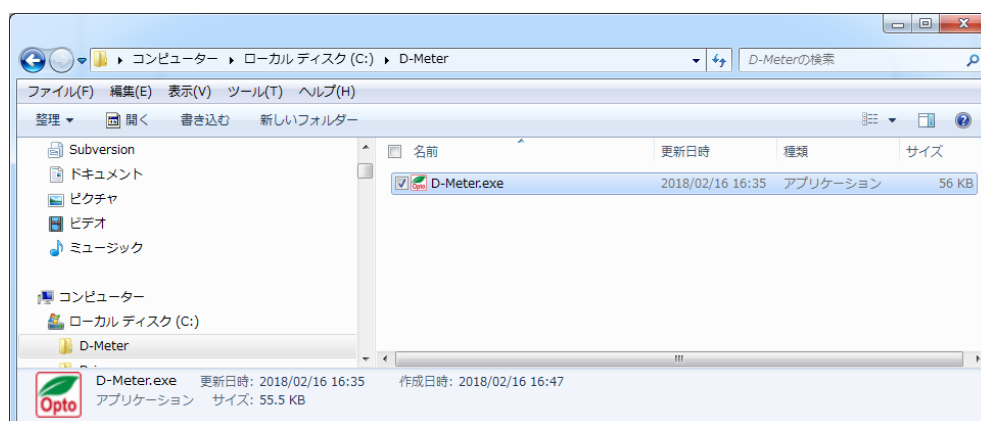 コンピューター ローカル ディスク (C:) D-Meter D-Meterの検索
ファイル(F) 編集(E) 表示(V) ツール(T) ヘルプ(H)
整理 開く 書き込む 新しいフォルダー
Subversion
ドキュメント
ピクチャ
ビデオ
ミュージック
コンピューター
ローカル ディスク (C:)
D-Meter
名前 更新日時 種類 サイズ
Opto D-Meter.exe 2018/02/16 16:35 アプリケーション 56 KB
D-Meter.exe 更新日時: 2018/02/16 16:35 作成日時: 2018/02/16 16:47
Opto アプリケーション サイズ: 55.5 KB